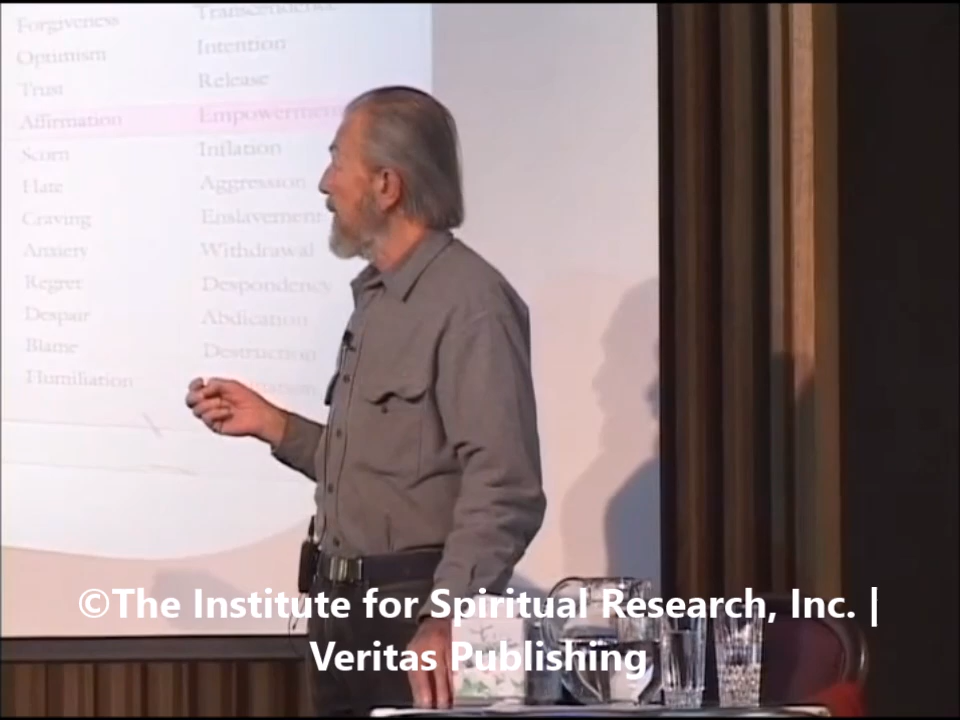 Forgiveness Transcendence
Optimism Intention
Trust Release
Affirmation Empowerment
Scorn Inflation
Hate Aggression
Craving Enslavement
Anxiety Withdrawal
Regret Despondency
Despair Abdication
Blame Destruction
Humiliation
©The Institute for Spiritual Research, Inc. |
Veritas Publishing